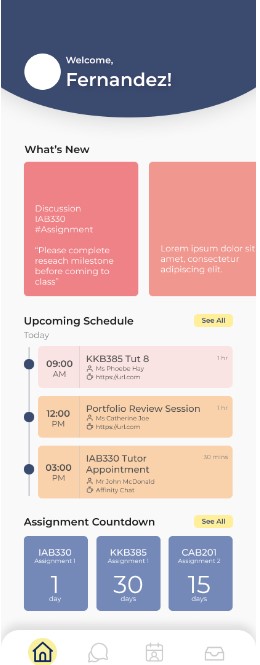 Welcome,
Fernandez!
What's New
Discussion
IAB330
#Assignment
"Please complete
reseach milestone
before coming to
class"
Lorem ipsum dolor sit
amet, consectetur
adipiscing elit.
Upcoming Schedule
See All
Today
09:00
AM
KKB385 Tut 8
1 hr
Ms Phoebe Hay
https://url.com
12:00
PM
Portfolio Review Session
1 hr
Ms Catherine Joe
https://url.com
03:00
PM
IAB330 Tutor
Appointment
30 mins
Mr John McDonald
Affinity Chat
Assignment Countdown
See All
IAB330
Assignment 1
1
day
KKB385
Assignment 1
30
days
CAB201
Assignment 2
15
days